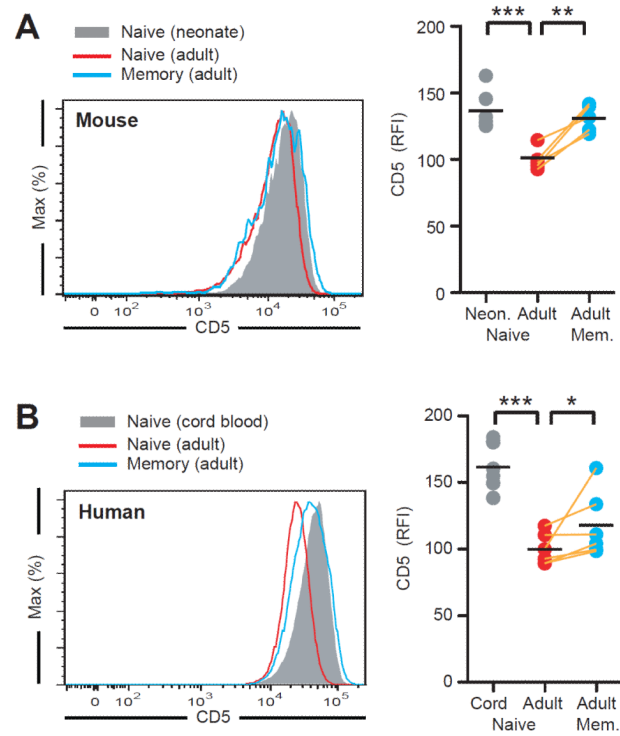 A
Naive (neonate)
Naive (adult)
Memory (adult)
Mouse
Max (%)
0 10² 10³ 10⁴ 10⁵
CD5
*** **
200
150
100
50
0
CD5 (RFI)
Neon. Adult Adult
Naive Mem.
B
Naive (cord blood)
Naive (adult)
Memory (adult)
Human
Max (%)
0 10² 10³ 10⁴ 10⁵
CD5
*** *
200
150
100
50
0
CD5 (RFI)
Cord Adult Adult
Naive Mem.